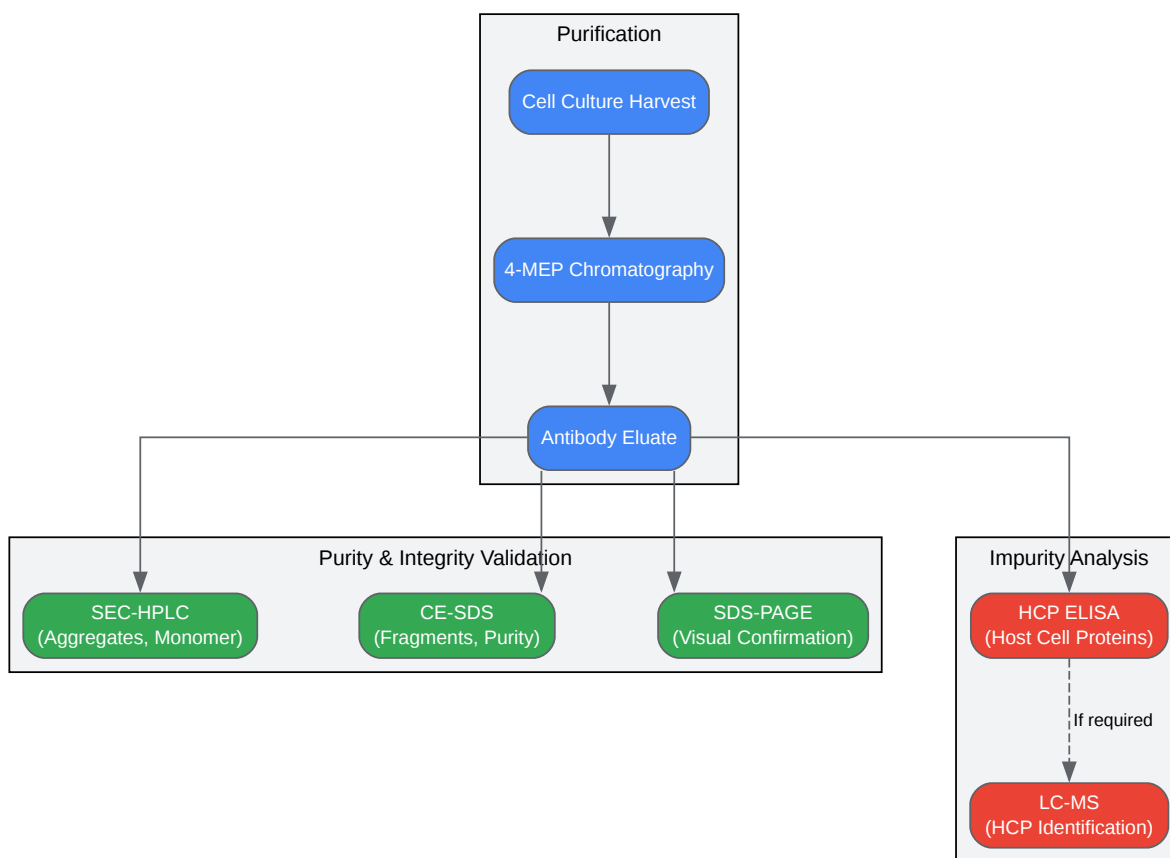 Purification
Cell Culture Harvest
4-MEP Chromatography
Antibody Eluate
Purity & Integrity Validation
SEC-HPLC
(Aggregates, Monomer)
CE-SDS
(Fragments, Purity)
SDS-PAGE
(Visual Confirmation)
Impurity Analysis
HCP ELISA
(Host Cell Proteins)
If required
LC-MS
(HCP Identification)